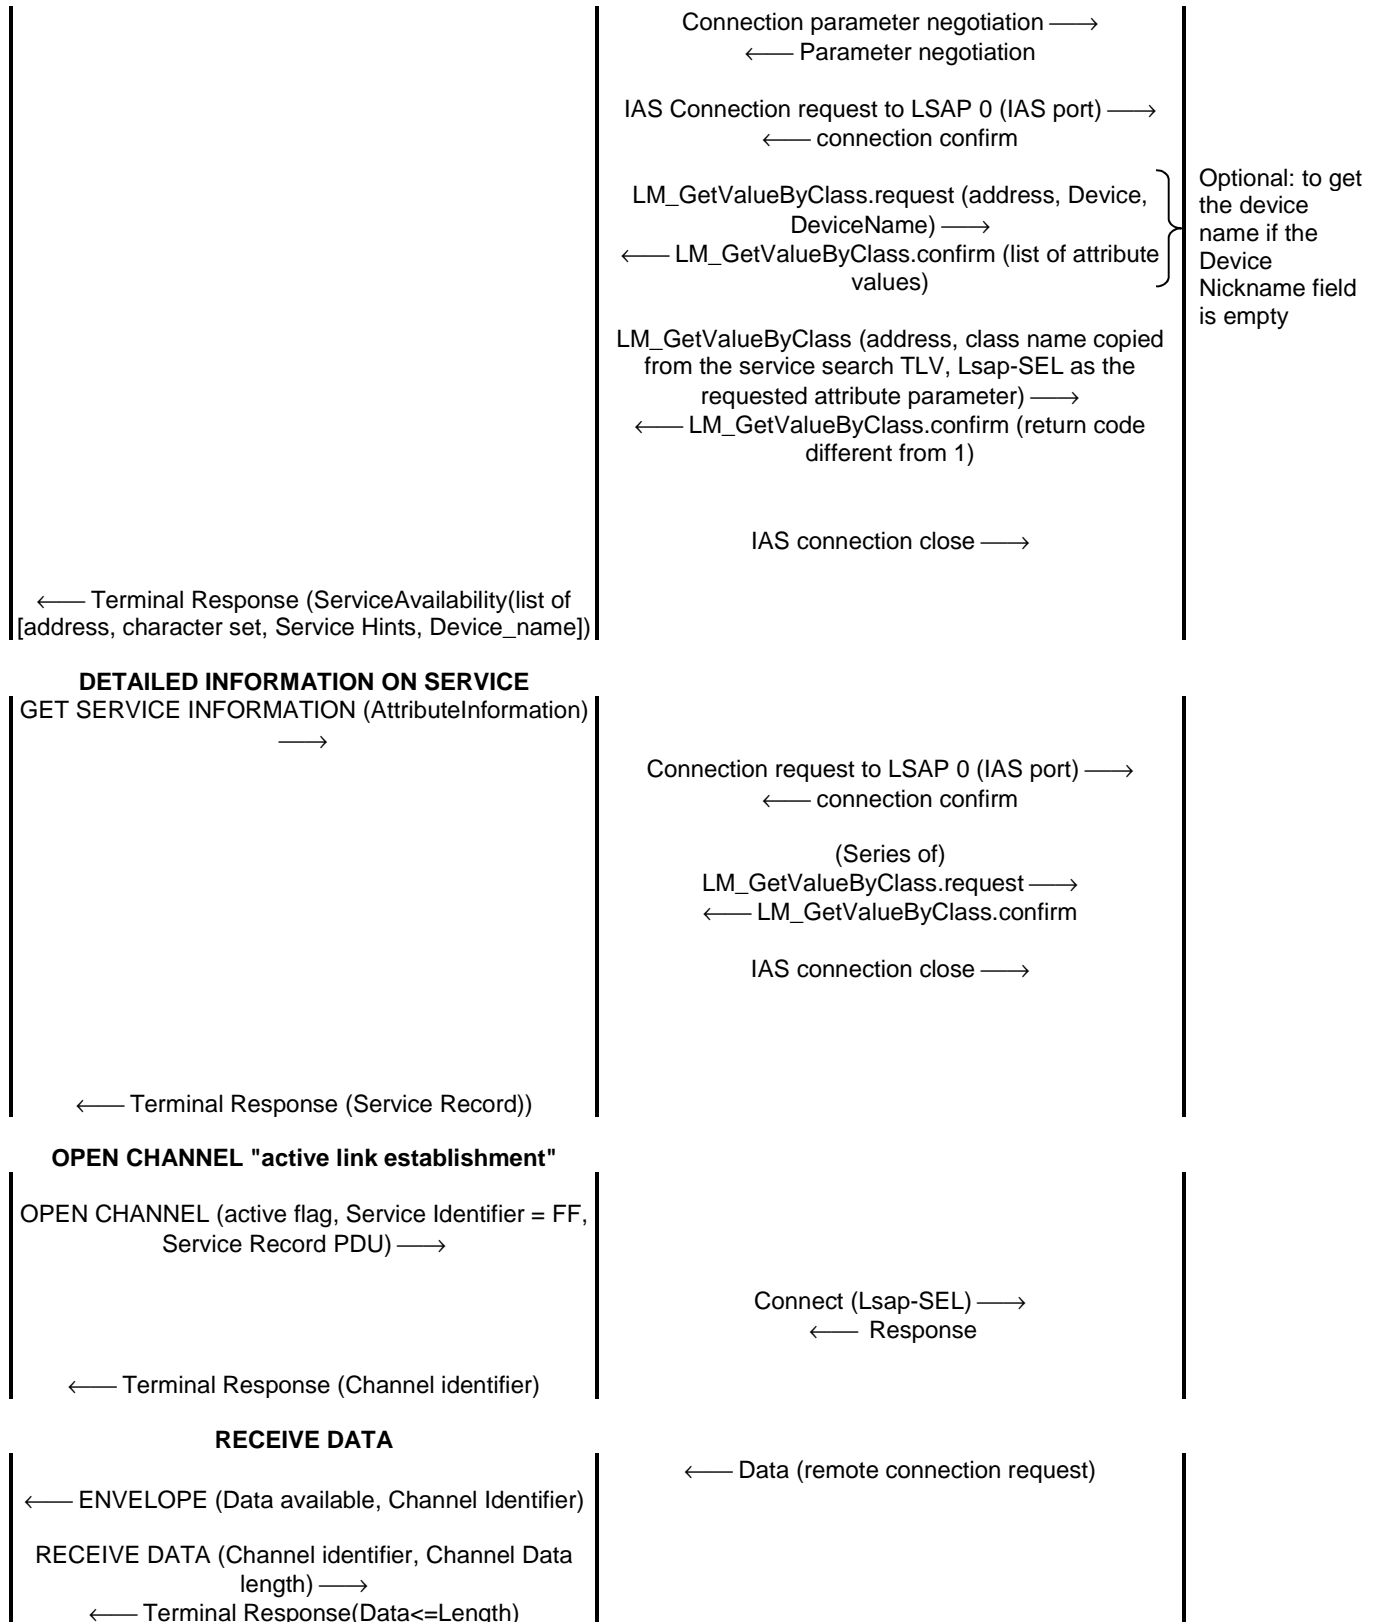 Connection parameter negotiation ⟶
⟵ Parameter negotiation
IAS Connection request to LSAP 0 (IAS port) ⟶
⟵ connection confirm
LM_GetValueByClass.request (address, Device,
DeviceName) ⟶
⟵ LM_GetValueByClass.confirm (list of attribute
values)
Optional: to get
the device
name if the
Device
Nickname field
is empty
LM_GetValueByClass (address, class name copied
from the service search TLV, Lsap-SEL as the
requested attribute parameter) ⟶
⟵ LM_GetValueByClass.confirm (return code
different from 1)
IAS connection close ⟶
⟵ Terminal Response (ServiceAvailability(list of
[address, character set, Service Hints, Device_name])
DETAILED INFORMATION ON SERVICE
GET SERVICE INFORMATION (AttributeInformation)
⟶
Connection request to LSAP 0 (IAS port) ⟶
⟵ connection confirm
(Series of)
LM_GetValueByClass.request ⟶
⟵ LM_GetValueByClass.confirm
IAS connection close ⟶
⟵ Terminal Response (Service Record))
OPEN CHANNEL "active link establishment"
OPEN CHANNEL (active flag, Service Identifier = FF,
Service Record PDU) ⟶
Connect (Lsap-SEL) ⟶
⟵ Response
⟵ Terminal Response (Channel identifier)
RECEIVE DATA
⟵ Data (remote connection request)
⟵ ENVELOPE (Data available, Channel Identifier)
RECEIVE DATA (Channel identifier, Channel Data
length) ⟶
⟵ Terminal Response(Data<=Length)